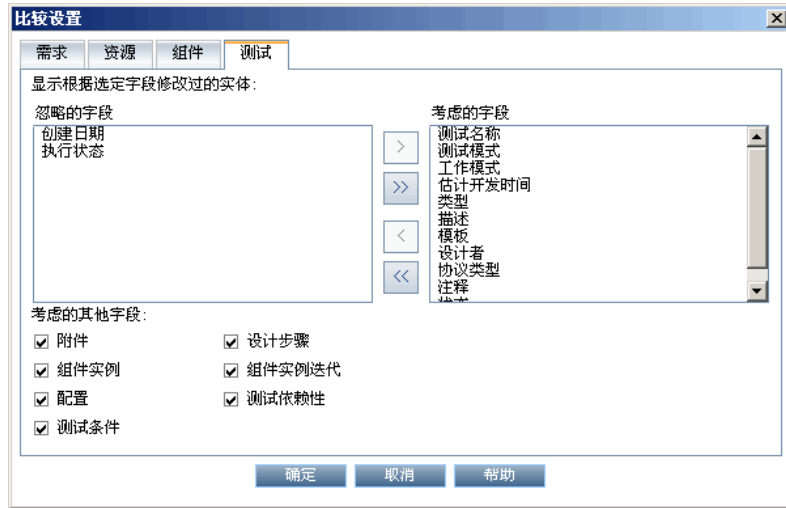 比较设置
需求 资源 组件 测试
显示根据选定字段修改过的实体:
忽略的字段 考虑的字段
创建日期
执行状态
> 
>>
<
<<
测试名称
测试模式
工作模式
估计开发时间
类型
描述
模板
设计者
协议类型
注释
考虑的其他字段:
附件 设计步骤
组件实例 组件实例迭代
配置 测试依赖性
测试条件
确定 取消 帮助